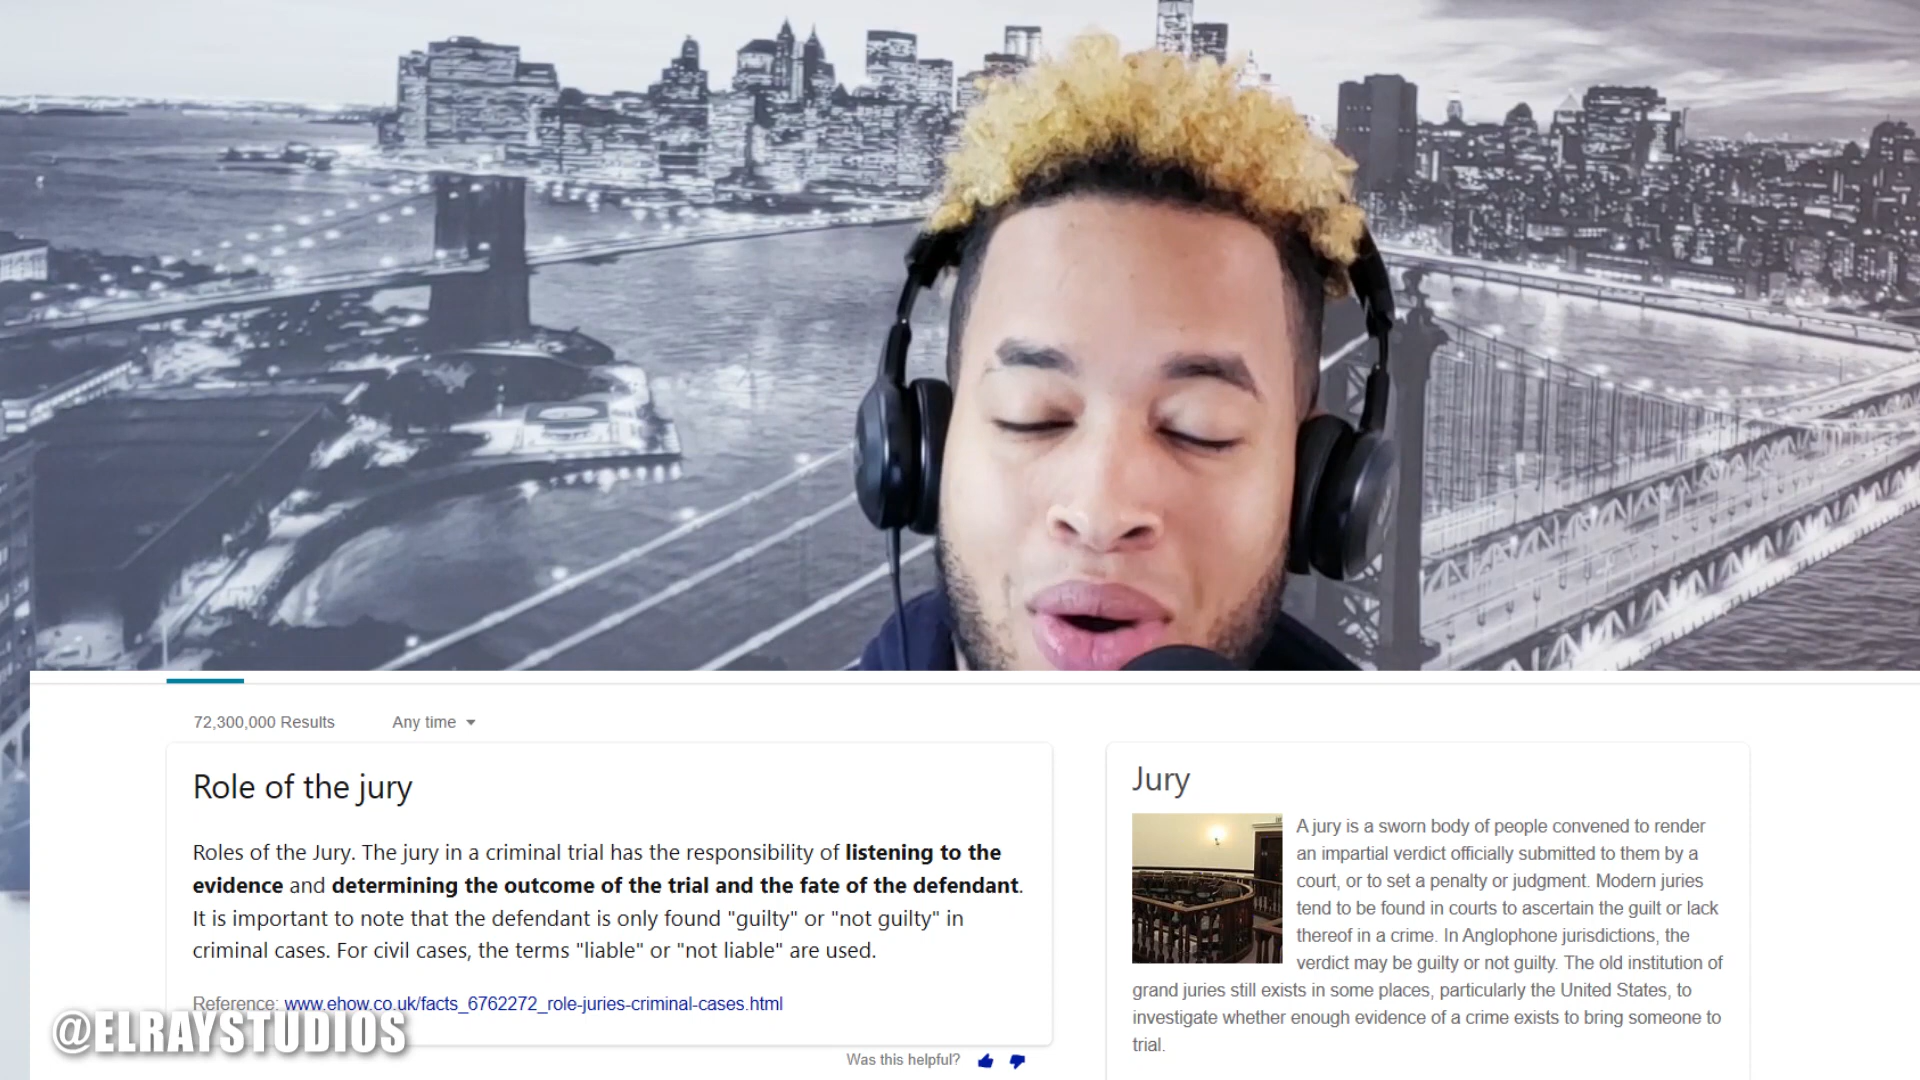 72,300,000 Results
Any time
Role of the jury
Roles of the Jury. The jury in a criminal trial has the responsibility of listening to the
evidence and determining the outcome of the trial and the fate of the defendant.
It is important to note that the defendant is only found "guilty" or "not guilty" in
criminal cases. For civil cases, the terms "liable" or "not liable" are used.
Reference: www.ehow.co.uk/facts_6762272_role-juries-criminal-cases.html
Was this helpful?
Jury
A jury is a sworn body of people convened to render
an impartial verdict officially submitted to them by a
court, or to set a penalty or judgment. Modern juries
tend to be found in courts to ascertain the guilt or lack
thereof in a crime. In Anglophone jurisdictions, the
verdict may be guilty or not guilty. The old institution of
grand juries still exists in some places, particularly the United States, to
investigate whether enough evidence of a crime exists to bring someone to
trial.
@ELRAYSTUDIOS